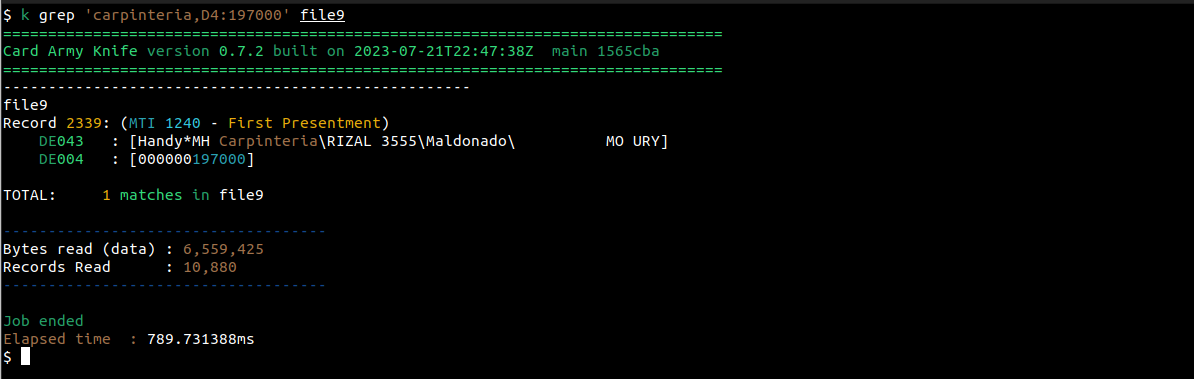 $ k grep 'carpinteria,D4:197000' file9
================================================================================
Card Army Knife version 0.7.2 built on 2023-07-21T22:47:38Z  main 1565cba
================================================================================
----------------------------------------------------
file9
Record 2339: (MTI 1240 - First Presentment)
    DE043   : [Handy*MH Carpinteria\RIZAL 3555\Maldonado\          MO URY]
    DE004   : [000000197000]
TOTAL:     1 matches in file9
------------------------------------
Bytes read (data) : 6,559,425
Records Read      : 10,880
------------------------------------
Job ended
Elapsed time  : 789.731388ms
$